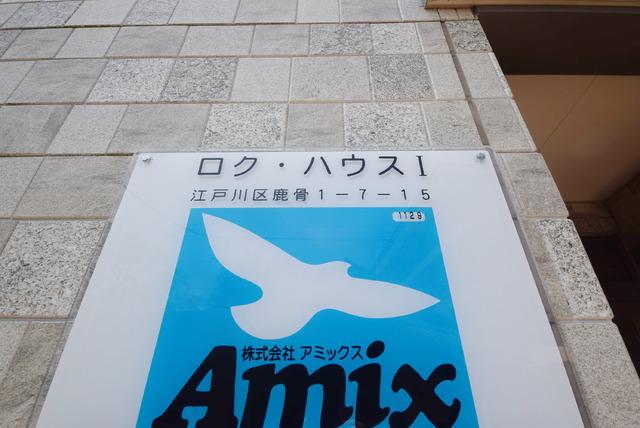 ロク・ハウスⅠ
江戸川区鹿骨1-7-15
1129
株式会社 アミックス
Amix